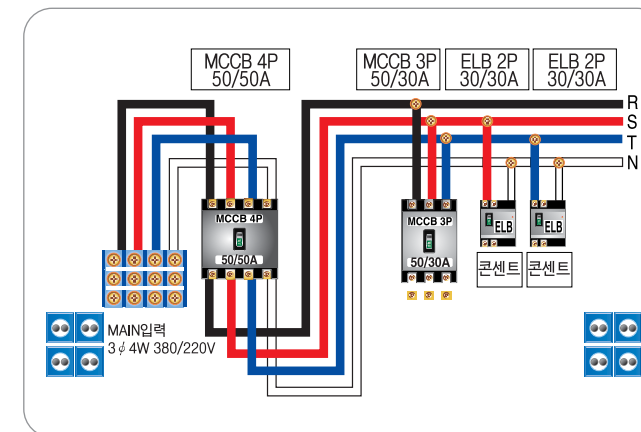 MCCB 4P
50/50A
MCCB 3P
50/30A
ELB 2P
30/30A
ELB 2P
30/30A
R
S
T
N
MCCB 4P
50/50A
MCCB 3P
50/30A
ELB
ELB
콘센트
콘센트
MAIN입력
3∮4W 380/220V